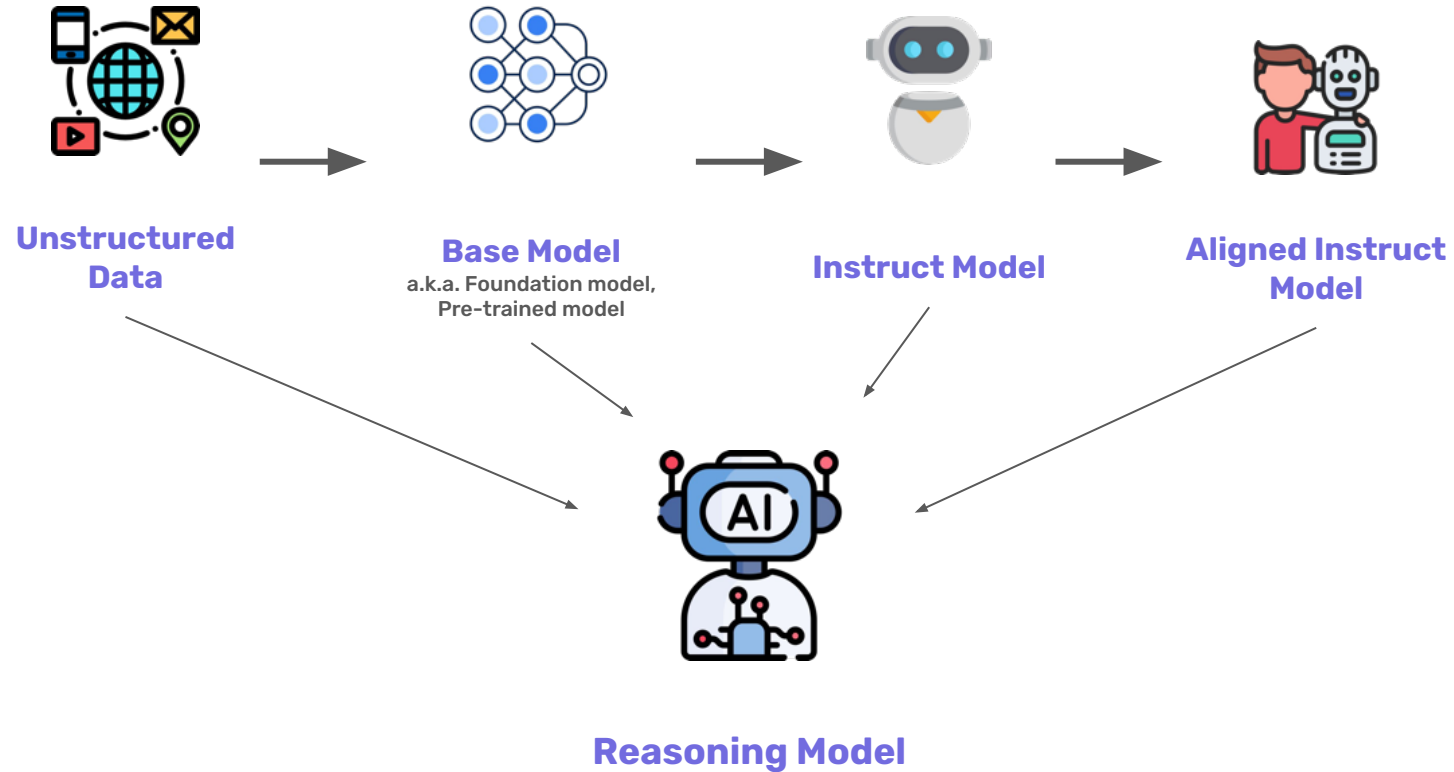 Unstructured
Data
Base Model
a.k.a. Foundation model,
Pre-trained model
Instruct Model
Aligned Instruct
Model
AI
Reasoning Model